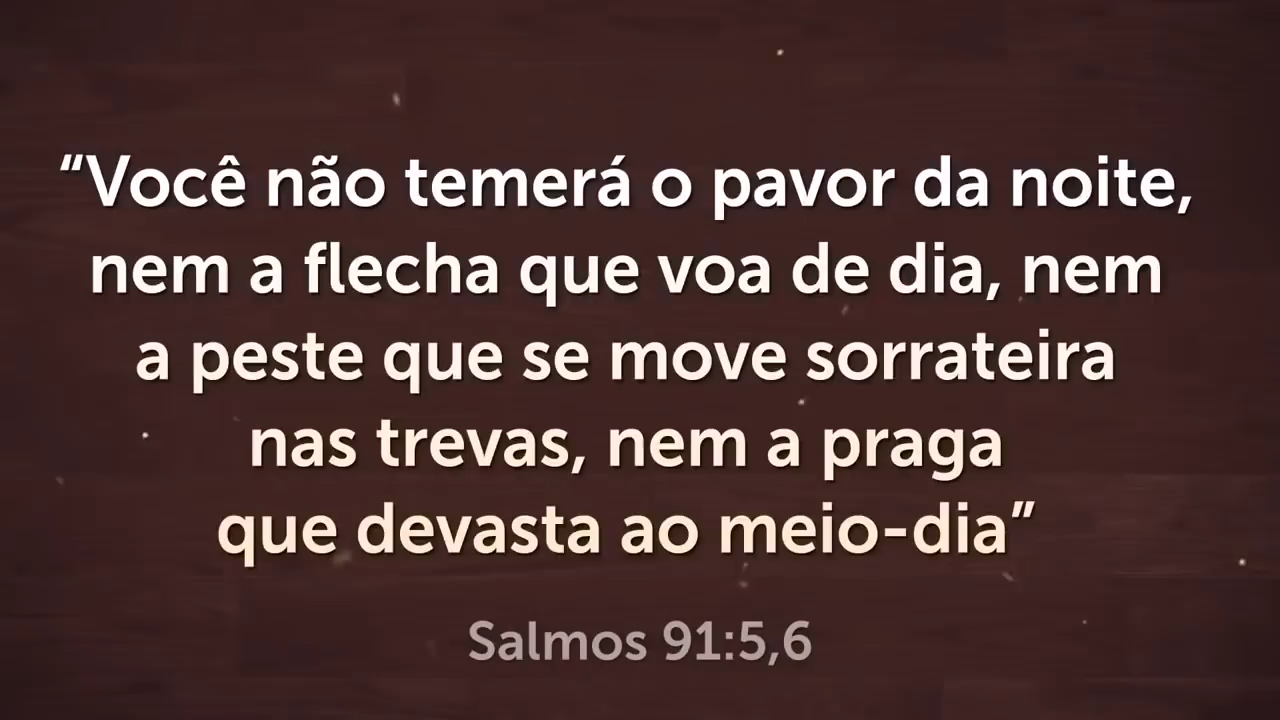 “Você não temerá o pavor da noite,
nem a flecha que voa de dia, nem
a peste que se move sorrateira
nas trevas, nem a praga
que devasta ao meio-dia”
Salmos 91:5,6